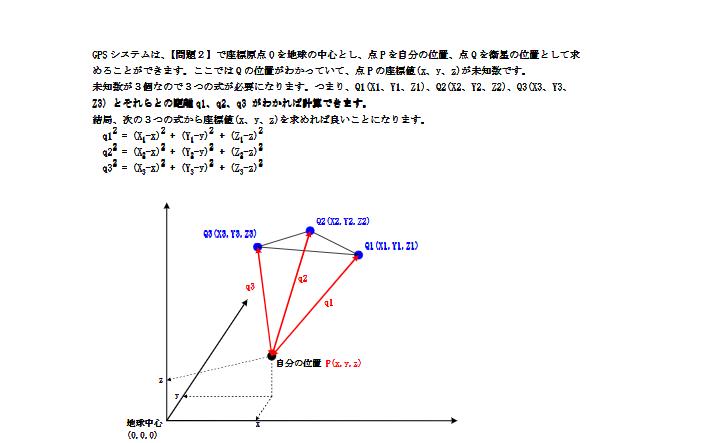 GPSシステムは、【問題２】で座標原点Oを地球の中心とし、点Pを自分の位置、点Qを衛星の位置として求
めろことができます。ここではQの位置がわかっていて、点Pの座標値(x、y、z)が未知数です。
未知数が３個なので３つの式が必要になります。つまり、Q1(X1、Y1、Z1)、Q2(X2、Y2、Z2)、Q3(X3、Y3、
Z3) とそれらとの距離q1、q2、q3 がわかれば計算できます。
結局、次の３つの式から座標値(x、y、z)を求めれば良いことになります。
q1² = (X₁-x)² + (Y₁-y)² + (Z₁-z)²
q2² = (X₂-x)² + (Y₂-y)² + (Z₂-z)²
q3² = (X₃-x)² + (Y₃-y)² + (Z₃-z)²
Q2(X2,Y2,Z2)
Q3(X3,Y3,Z3)
Q1(X1,Y1,Z1)
q3
q2
q1
自分の位置 P(x,y,z)
z
y
x
地球中心
(0,0,0)